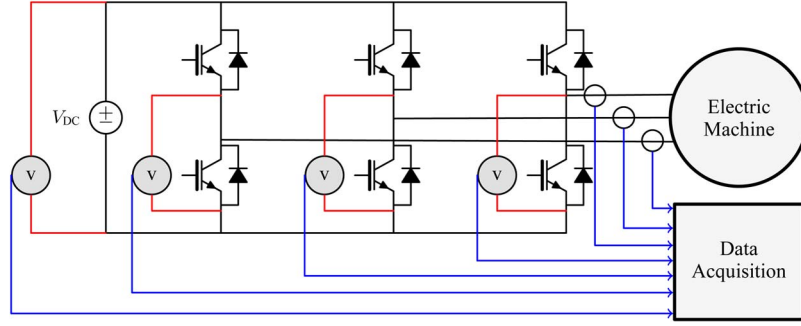 V_DC
±
V
V
V
V
Electric
Machine
Data
Acquisition